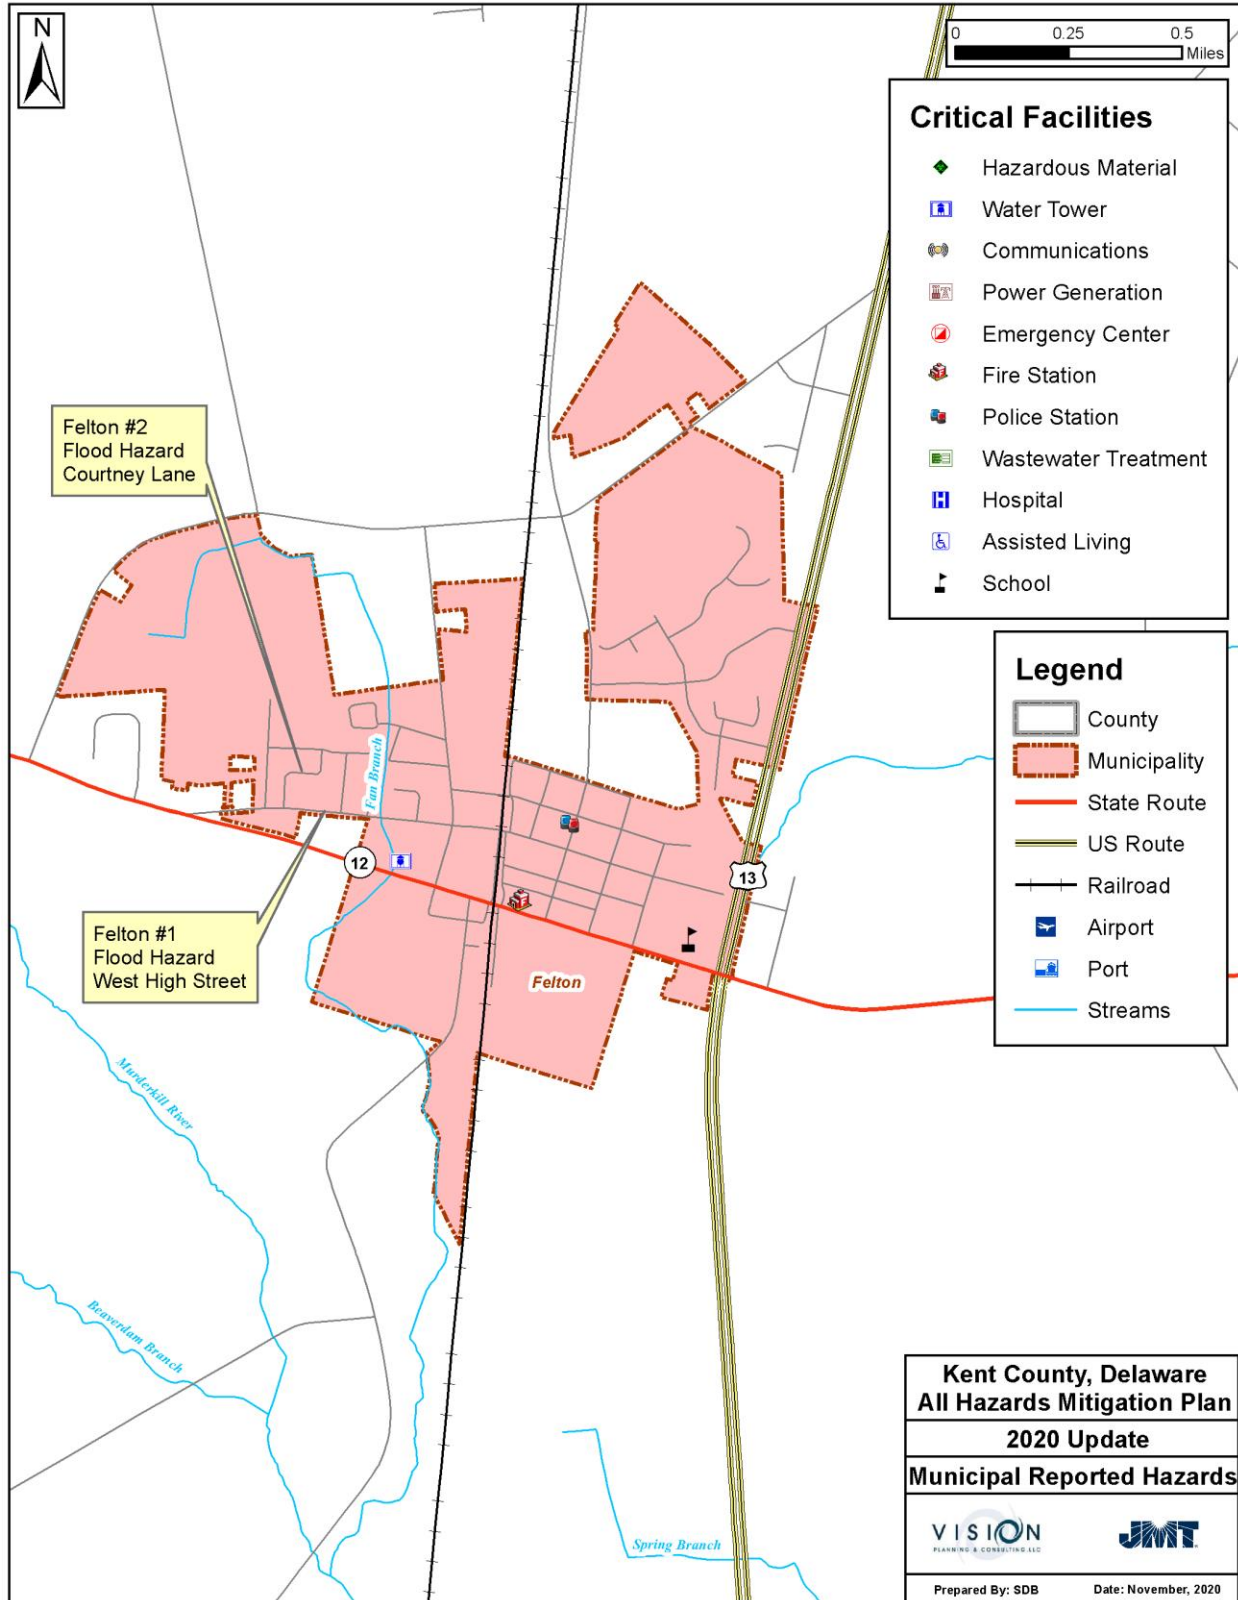 N
0 0.25 0.5
Miles
Critical Facilities
Hazardous Material
Water Tower
Communications
Power Generation
Emergency Center
Fire Station
Police Station
Wastewater Treatment
Hospital
Assisted Living
School
Legend
County
Municipality
State Route
US Route
Railroad
Airport
Port
Streams
Felton #2
Flood Hazard
Courtney Lane
Fan Branch
12
13
Felton #1
Flood Hazard
West High Street
Felton
Murderkill River
Beaverdam Branch
Spring Branch
Kent County, Delaware
All Hazards Mitigation Plan
2020 Update
Municipal Reported Hazards
VISION
PLANNING & CONSULTING LLC
JMT
Prepared By: SDB Date: November, 2020